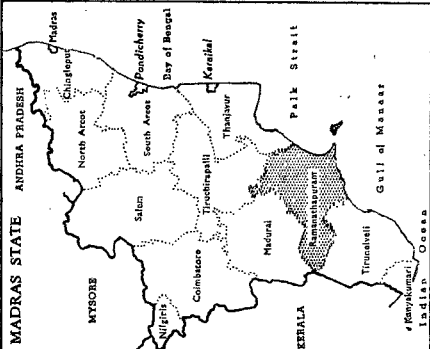 MADRAS STATE
ANDHRA PRADESH
Madras
Chingleput
North Arcot
MYSORE
Pondicherry
Bay of Bengal
South Arcot
Salem
Karaikal
Nilgiris
Coimbatore
Tiruchirapalli
Thanjavur
Palk Strait
Madurai
Ramanathapuram
KERALA
Gulf of Manaar
Tirunelveli
Kanyakumari
Indian Ocean